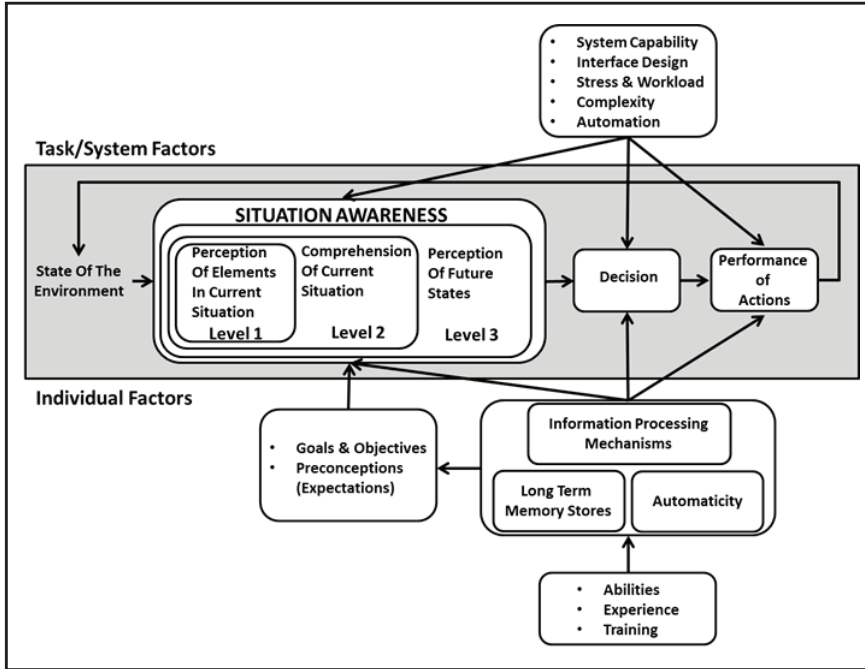 • System Capability
• Interface Design
• Stress & Workload
• Complexity
• Automation
Task/System Factors
SITUATION AWARENESS
State Of The
Environment
Perception
Of Elements
In Current
Situation
Level 1
Comprehension
Of Current
Situation
Level 2
Perception
Of Future
States
Level 3
Decision
Performance
of
Actions
Individual Factors
• Goals & Objectives
• Preconceptions
(Expectations)
Information Processing
Mechanisms
Long Term
Memory Stores
Automaticity
• Abilities
• Experience
• Training